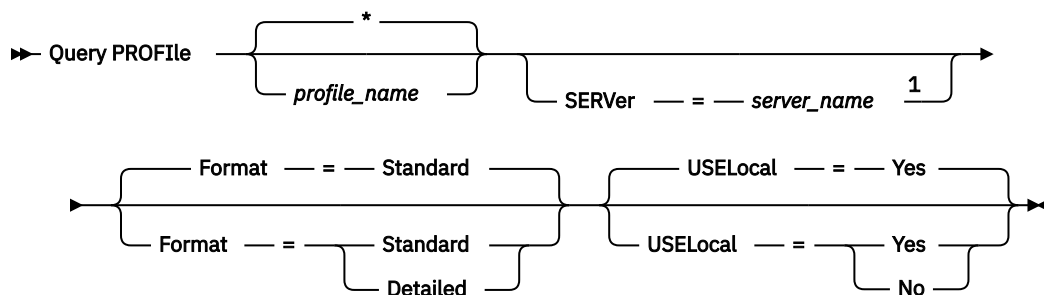 *
Query PROFIle
profile_name
SERVer = server_name 1
Format = Standard
USELocal = Yes
Format = Standard
Detailed
USELocal = Yes
No